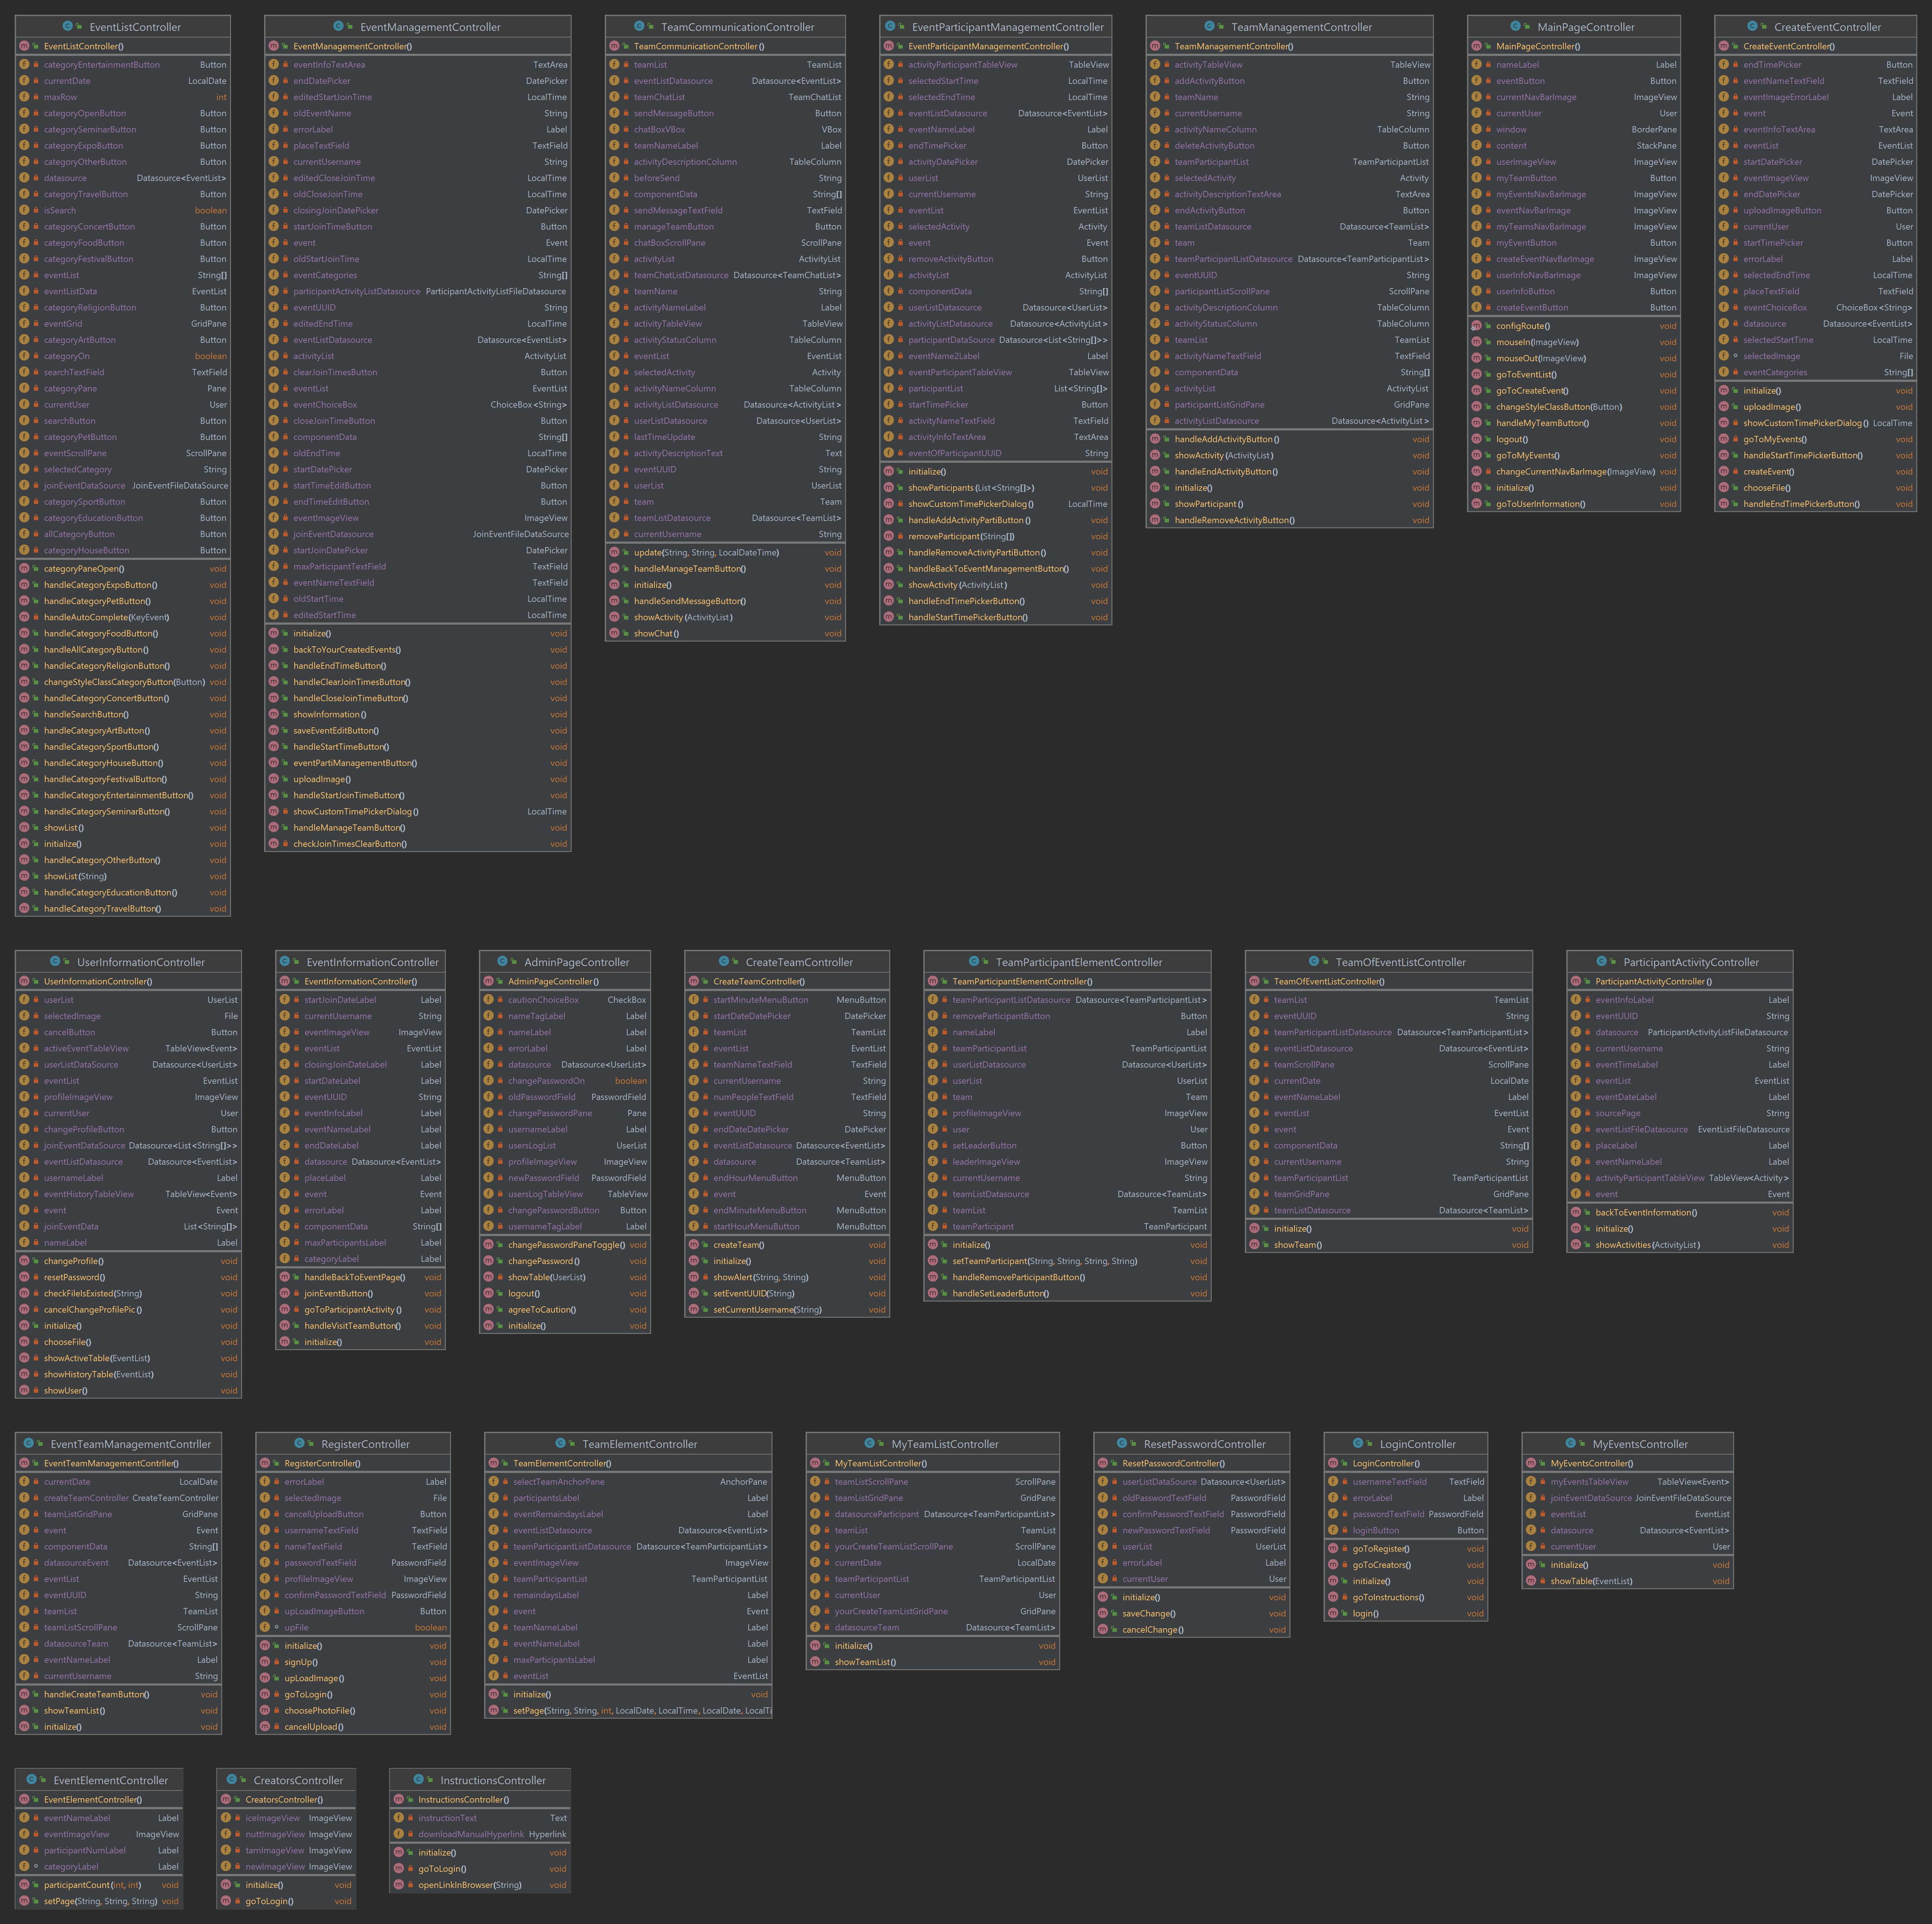 EventListController
EventListController()
categoryEntertainmentButton Button
currentDate LocalDate
maxRow int
categoryOpenButton Button
categorySeminarButton Button
categoryExpoButton Button
categoryOtherButton Button
datasource Datasource<EventList>
categoryTravelButton Button
isSearch boolean
categoryConcertButton Button
categoryFoodButton Button
categoryFestivalButton Button
eventList String[]
eventListData EventList
categoryReligionButton Button
eventGrid GridPane
categoryArtButton Button
categoryOn boolean
searchTextField TextField
categoryPane Pane
currentUser User
searchButton Button
categoryPetButton Button
eventScrollPane ScrollPane
selectedCategory String
joinEventDataSource JoinEventFileDataSource
categorySportButton Button
categoryEducationButton Button
allCategoryButton Button
categoryHouseButton Button
categoryPaneOpen() void
handleCategoryExpoButton() void
handleCategoryPetButton() void
handleAutoComplete(KeyEvent) void
handleCategoryFoodButton() void
handleAllCategoryButton() void
handleCategoryReligionButton() void
changeStyleClassCategoryButton(Button) void
handleCategoryConcertButton() void
handleSearchButton() void
handleCategoryArtButton() void
handleCategorySportButton() void
handleCategoryHouseButton() void
handleCategoryFestivalButton() void
handleCategoryEntertainmentButton() void
handleCategorySeminarButton() void
showList() void
initialize() void
handleCategoryOtherButton() void
showList(String) void
handleCategoryEducationButton() void
handleCategoryTravelButton() void
EventManagementController
EventManagementController()
eventInfoTextArea TextArea
endDatePicker DatePicker
editedStartJoinTime LocalTime
oldEventName String
errorLabel Label
placeTextField TextField
currentUsername String
editedCloseJoinTime LocalTime
oldCloseJoinTime LocalTime
closingJoinDatePicker DatePicker
startJoinTimeButton Button
event Event
oldStartJoinTime LocalTime
eventCategories String[]
participantActivityListDatasource ParticipantActivityListFileDatasource
eventUUID String
editedEndTime LocalTime
eventListDatasource Datasource<EventList>
activityList ActivityList
clearJoinTimesButton Button
eventList EventList
eventChoiceBox ChoiceBox<String>
closeJoinTimeButton Button
componentData String[]
oldEndTime LocalTime
startDatePicker DatePicker
startTimeEditButton Button
endTimeEditButton Button
eventImageView ImageView
joinEventDatasource JoinEventFileDataSource
startJoinDatePicker DatePicker
maxParticipantTextField TextField
eventNameTextField TextField
oldStartTime LocalTime
editedStartTime LocalTime
initialize() void
backToYourCreatedEvents() void
handleEndTimeButton() void
handleClearJoinTimesButton() void
handleCloseJoinTimeButton() void
showInformation() void
saveEventEditButton() void
handleStartTimeButton() void
eventPartiManagementButton() void
uploadImage() void
handleStartJoinTimeButton() void
showCustomTimePickerDialog() LocalTime
handleManageTeamButton() void
checkJoinTimesClearButton() void
TeamCommunicationController
TeamCommunicationController()
teamList TeamList
eventListDatasource Datasource<EventList>
teamChatList TeamChatList
sendMessageButton Button
chatBoxVBox VBox
teamNameLabel Label
activityDescriptionColumn TableColumn
beforeSend String
componentData String[]
sendMessageTextField TextField
manageTeamButton Button
chatBoxScrollPane ScrollPane
activityList ActivityList
teamChatListDatasource Datasource<TeamChatList>
teamName String
activityNameLabel Label
activityTableView TableView
activityStatusColumn TableColumn
eventList EventList
selectedActivity Activity
activityNameColumn TableColumn
activityListDatasource Datasource<ActivityList>
userListDatasource Datasource<UserList>
lastTimeUpdate String
activityDescriptionText Text
eventUUID String
userList UserList
team Team
teamListDatasource Datasource<TeamList>
currentUsername String
update(String, String, LocalDateTime) void
handleManageTeamButton() void
initialize() void
handleSendMessageButton() void
showActivity(ActivityList) void
showChat() void
EventParticipantManagementController
EventParticipantManagementController()
activityParticipantTableView TableView
selectedStartTime LocalTime
selectedEndTime LocalTime
eventListDatasource Datasource<EventList>
eventNameLabel Label
endTimePicker Button
activityDatePicker DatePicker
userList UserList
currentUsername String
eventList EventList
selectedActivity Activity
event Event
removeActivityButton Button
activityList ActivityList
componentData String[]
userListDatasource Datasource<UserList>
activityListDatasource Datasource<ActivityList>
participantDataSource Datasource<List<String[]>>
eventName2Label Label
eventParticipantTableView TableView
participantList List<String[]>
startTimePicker Button
activityNameTextField TextField
activityInfoTextArea TextArea
eventOfParticipantUUID String
initialize() void
showParticipants(List<String[]>) void
showCustomTimePickerDialog() LocalTime
handleAddActivityPartiButton() void
removeParticipant(String[]) void
handleRemoveActivityPartiButton() void
handleBackToEventManagementButton() void
showActivity(ActivityList) void
handleEndTimePickerButton() void
handleStartTimePickerButton() void
TeamManagementController
TeamManagementController()
activityTableView TableView
addActivityButton Button
teamName String
currentUsername String
activityNameColumn TableColumn
deleteActivityButton Button
teamParticipantList TeamParticipantList
selectedActivity Activity
activityDescriptionTextArea TextArea
endActivityButton Button
teamListDatasource Datasource<TeamList>
team Team
teamParticipantListDatasource Datasource<TeamParticipantList>
eventUUID String
participantListScrollPane ScrollPane
activityDescriptionColumn TableColumn
activityStatusColumn TableColumn
teamList TeamList
activityNameTextField TextField
componentData String[]
activityList ActivityList
participantListGridPane GridPane
activityListDatasource Datasource<ActivityList>
handleAddActivityButton() void
showActivity(ActivityList) void
handleEndActivityButton() void
initialize() void
showParticipant() void
handleRemoveActivityButton() void
MainPageController
MainPageController()
nameLabel Label
eventButton Button
currentNavBarImage ImageView
currentUser User
window BorderPane
content StackPane
userImageView ImageView
myTeamButton Button
myEventsNavBarImage ImageView
eventNavBarImage ImageView
myTeamsNavBarImage ImageView
myEventButton Button
createEventNavBarImage ImageView
userInfoNavBarImage ImageView
userInfoButton Button
createEventButton Button
configRoute() void
mouseIn(ImageView) void
mouseOut(ImageView) void
goToEventList() void
goToCreateEvent() void
changeStyleClassButton(Button) void
handleMyTeamButton() void
logout() void
goToMyEvents() void
changeCurrentNavBarImage(ImageView) void
initialize() void
goToUserInformation() void
CreateEventController
CreateEventController()
endTimePicker Button
eventNameTextField TextField
eventImageErrorLabel Label
event Event
eventInfoTextArea TextArea
eventList EventList
startDatePicker DatePicker
eventImageView ImageView
endDatePicker DatePicker
uploadImageButton Button
currentUser User
startTimePicker Button
errorLabel Label
selectedEndTime LocalTime
placeTextField TextField
eventChoiceBox ChoiceBox<String>
datasource Datasource<EventList>
selectedStartTime LocalTime
selectedImage File
eventCategories String[]
initialize() void
uploadImage() void
showCustomTimePickerDialog() LocalTime
goToMyEvents() void
handleStartTimePickerButton() void
createEvent() void
chooseFile() void
handleEndTimePickerButton() void
UserInformationController
UserInformationController()
userList UserList
selectedImage File
cancelButton Button
activeEventTableView TableView<Event>
userListDataSource Datasource<UserList>
eventList EventList
profileImageView ImageView
currentUser User
changeProfileButton Button
joinEventDataSource Datasource<List<String[]>>
eventListDatasource Datasource<EventList>
usernameLabel Label
eventHistoryTableView TableView<Event>
event Event
joinEventData List<String[]>
nameLabel Label
changeProfile() void
resetPassword() void
checkFileIsExisted(String) void
cancelChangeProfilePic() void
initialize() void
chooseFile() void
showActiveTable(EventList) void
showHistoryTable(EventList) void
showUser() void
EventInformationController
EventInformationController()
startJoinDateLabel Label
currentUsername String
eventImageView ImageView
eventList EventList
closingJoinDateLabel Label
startDateLabel Label
eventUUID String
eventInfoLabel Label
eventNameLabel Label
endDateLabel Label
datasource Datasource<EventList>
placeLabel Label
event Event
errorLabel Label
componentData String[]
maxParticipantsLabel Label
categoryLabel Label
handleBackToEventPage() void
joinEventButton() void
goToParticipantActivity() void
handleVisitTeamButton() void
initialize() void
AdminPageController
AdminPageController()
cautionChoiceBox CheckBox
nameTagLabel Label
nameLabel Label
errorLabel Label
datasource Datasource<UserList>
changePasswordOn boolean
oldPasswordField PasswordField
changePasswordPane Pane
usernameLabel Label
usersLogList UserList
profileImageView ImageView
newPasswordField PasswordField
usersLogTableView TableView
changePasswordButton Button
usernameTagLabel Label
changePasswordPaneToggle() void
changePassword() void
showTable(UserList) void
logout() void
agreeToCaution() void
initialize() void
CreateTeamController
CreateTeamController()
startMinuteMenuButton MenuButton
startDateDatePicker DatePicker
teamList TeamList
eventList EventList
teamNameTextField TextField
currentUsername String
numPeopleTextField TextField
eventUUID String
endDateDatePicker DatePicker
eventListDatasource Datasource<EventList>
datasource Datasource<TeamList>
endHourMenuButton MenuButton
event Event
endMinuteMenuButton MenuButton
startHourMenuButton MenuButton
createTeam() void
initialize() void
showAlert(String, String) void
setEventUUID(String) void
setCurrentUsername(String) void
TeamParticipantElementController
TeamParticipantElementController()
teamParticipantListDatasource Datasource<TeamParticipantList>
removeParticipantButton Button
nameLabel Label
teamParticipantList TeamParticipantList
userListDatasource Datasource<UserList>
userList UserList
team Team
profileImageView ImageView
user User
setLeaderButton Button
leaderImageView ImageView
currentUsername String
teamListDatasource Datasource<TeamList>
teamList TeamList
teamParticipant TeamParticipant
initialize() void
setTeamParticipant(String, String, String, String) void
handleRemoveParticipantButton() void
handleSetLeaderButton() void
TeamOfEventListController
TeamOfEventListController()
teamList TeamList
eventUUID String
teamParticipantListDatasource Datasource<TeamParticipantList>
eventListDatasource Datasource<EventList>
teamScrollPane ScrollPane
currentDate LocalDate
eventNameLabel Label
eventList EventList
event Event
componentData String[]
currentUsername String
teamParticipantList TeamParticipantList
teamGridPane GridPane
teamListDatasource Datasource<TeamList>
initialize() void
showTeam() void
ParticipantActivityController
ParticipantActivityController()
eventInfoLabel Label
eventUUID String
datasource ParticipantActivityListFileDatasource
currentUsername String
eventTimeLabel Label
eventList EventList
eventDateLabel Label
sourcePage String
eventListFileDatasource EventListFileDatasource
placeLabel Label
eventNameLabel Label
activityParticipantTableView TableView<Activity>
event Event
backToEventInformation() void
initialize() void
showActivities(ActivityList) void
EventTeamManagementContrller
EventTeamManagementContrller()
currentDate LocalDate
createTeamController CreateTeamController
teamListGridPane GridPane
event Event
componentData String[]
datasourceEvent Datasource<EventList>
eventList EventList
eventUUID String
teamList TeamList
teamListScrollPane ScrollPane
datasourceTeam Datasource<TeamList>
eventNameLabel Label
currentUsername String
handleCreateTeamButton() void
showTeamList() void
initialize() void
RegisterController
RegisterController()
errorLabel Label
selectedImage File
cancelUploadButton Button
usernameTextField TextField
nameTextField TextField
passwordTextField PasswordField
profileImageView ImageView
confirmPasswordTextField PasswordField
upLoadImageButton Button
upFile boolean
initialize() void
signUp() void
upLoadImage() void
goToLogin() void
choosePhotoFile() void
cancelUpload() void
TeamElementController
TeamElementController()
selectTeamAnchorPane AnchorPane
participantsLabel Label
eventRemaindaysLabel Label
eventListDatasource Datasource<EventList>
teamParticipantListDatasource Datasource<TeamParticipantList>
eventImageView ImageView
teamParticipantList TeamParticipantList
remaindaysLabel Label
event Event
teamNameLabel Label
eventNameLabel Label
maxParticipantsLabel Label
eventList EventList
initialize() void
setPage(String, String, int, LocalDate, LocalTime, LocalDate, LocalTi
MyTeamListController
MyTeamListController()
teamListScrollPane ScrollPane
teamListGridPane GridPane
datasourceParticipant Datasource<TeamParticipantList>
teamList TeamList
yourCreateTeamListScrollPane ScrollPane
currentDate LocalDate
teamParticipantList TeamParticipantList
currentUser User
yourCreateTeamListGridPane GridPane
datasourceTeam Datasource<TeamList>
initialize() void
showTeamList() void
ResetPasswordController
ResetPasswordController()
userListDataSource Datasource<UserList>
oldPasswordTextField PasswordField
confirmPasswordTextField PasswordField
newPasswordTextField PasswordField
userList UserList
errorLabel Label
currentUser User
initialize() void
saveChange() void
cancelChange() void
LoginController
LoginController()
usernameTextField TextField
errorLabel Label
passwordTextField PasswordField
loginButton Button
goToRegister() void
goToCreators() void
initialize() void
goToInstructions() void
login() void
MyEventsController
MyEventsController()
myEventsTableView TableView<Event>
joinEventDataSource JoinEventFileDataSource
eventList EventList
datasource Datasource<EventList>
currentUser User
initialize() void
showTable(EventList) void
EventElementController
EventElementController()
eventNameLabel Label
eventImageView ImageView
participantNumLabel Label
categoryLabel Label
participantCount(int, int) void
setPage(String, String, String) void
CreatorsController
CreatorsController()
iceImageView ImageView
nuttImageView ImageView
tarnImageView ImageView
newImageView ImageView
initialize() void
goToLogin() void
InstructionsController
InstructionsController()
instructionText Text
downloadManualHyperlink Hyperlink
initialize() void
goToLogin() void
openLinkInBrowser(String) void